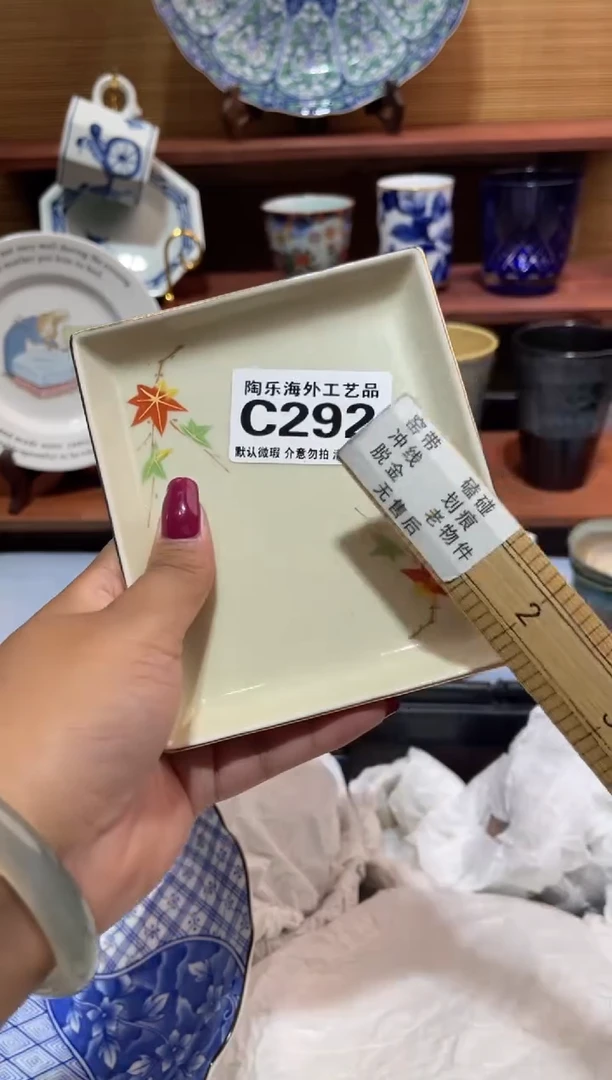 陶乐海外工艺品
C292
默认微瑕 介意勿拍
窑带 磕碰
冲线 划痕
脱金 老物件
无售后
2